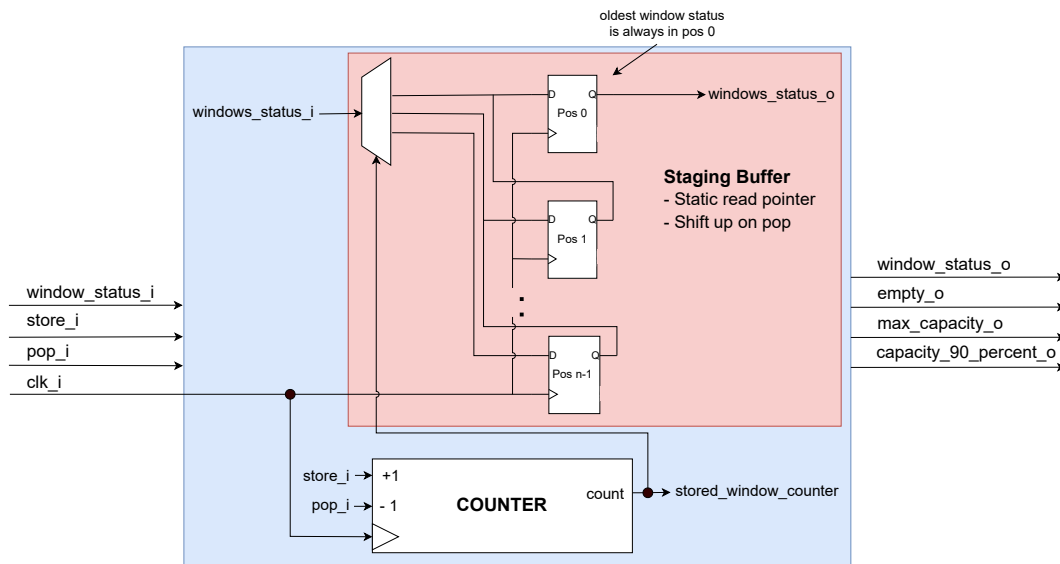 oldest window status
is always in pos 0
windows_status_i
D
Q
Pos 0
windows_status_o
Staging Buffer
- Static read pointer
- Shift up on pop
D
Q
Pos 1
window_status_i
store_i
pop_i
clk_i
window_status_o
empty_o
max_capacity_o
capacity_90_percent_o
:
D
Q
Pos n-1
store_i
+1
pop_i
- 1
COUNTER
count
stored_window_counter